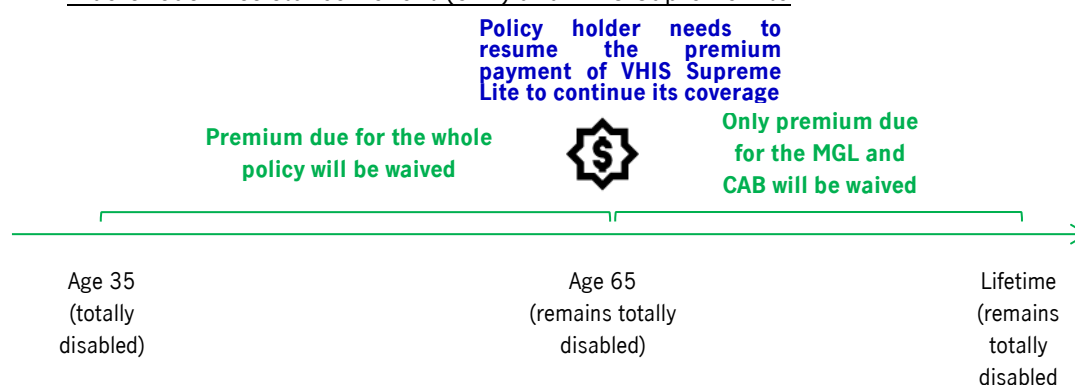 Policy holder needs to
resume the premium
payment of VHIS Supreme
Lite to continue its coverage
Premium due for the whole
policy will be waived
$
Only premium due
for the MGL and
CAB will be waived
Age 35
(totally
disabled)
Age 65
(remains totally
disabled)
Lifetime
(remains
totally
disabled